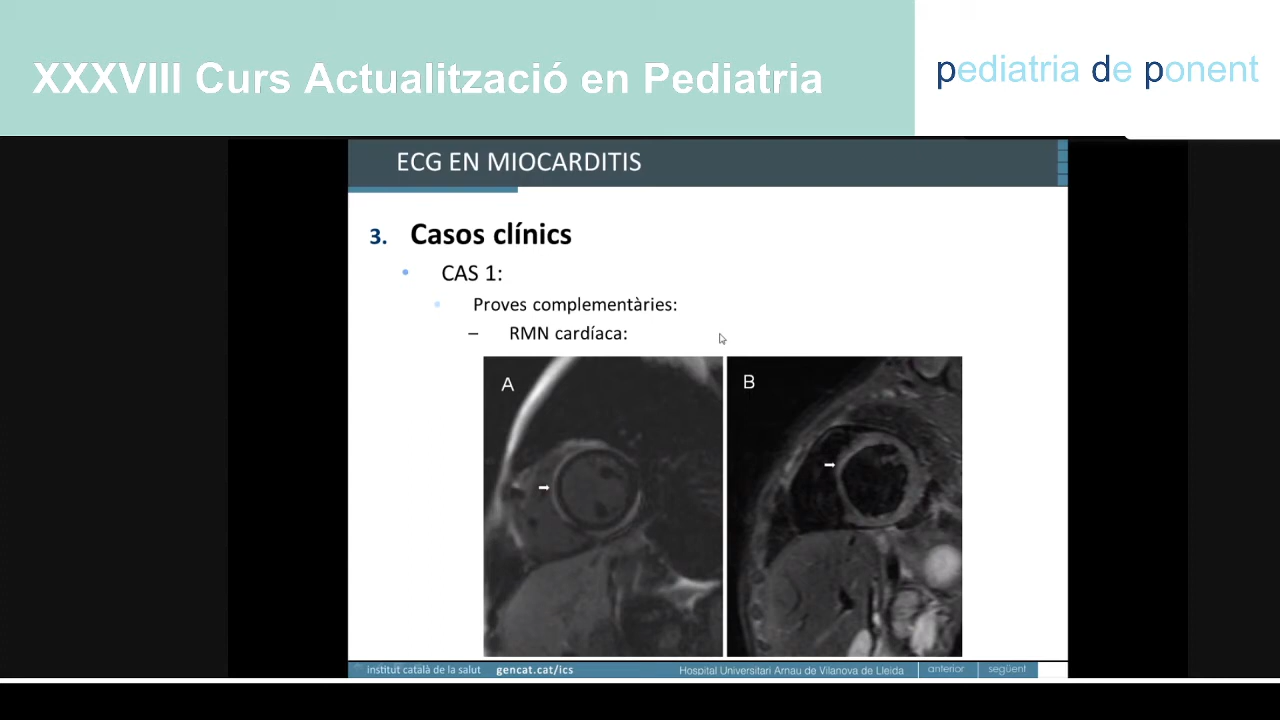 XXXVIII Curs Actualització en Pediatria
pediatria de ponent
ECG EN MIOCARDITIS
3. Casos clínics
• CAS 1:
• Proves complementàries:
– RMN cardíaca:
A
B
institut català de la salut gencat.cat/ics Hospital Universitari Arnau de Vilanova de Lleida anterior següent